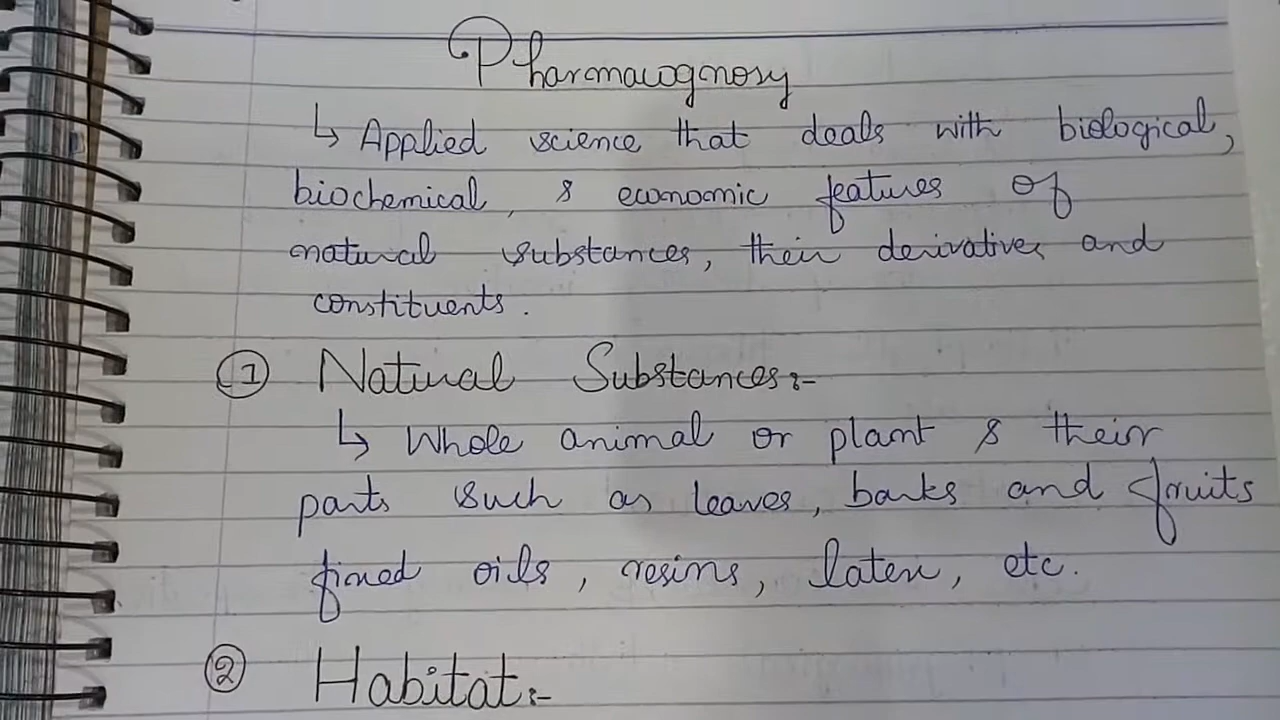 Pharmacognosy
↳ Applied science that deals with biological,
biochemical, & economic features of
natural substances, their derivatives and
constituents.
① Natural Substances:-
↳ Whole animal or plant & their
parts such as leaves, barks and fruits
fixed oils, resins, latex, etc.
② Habitat:-